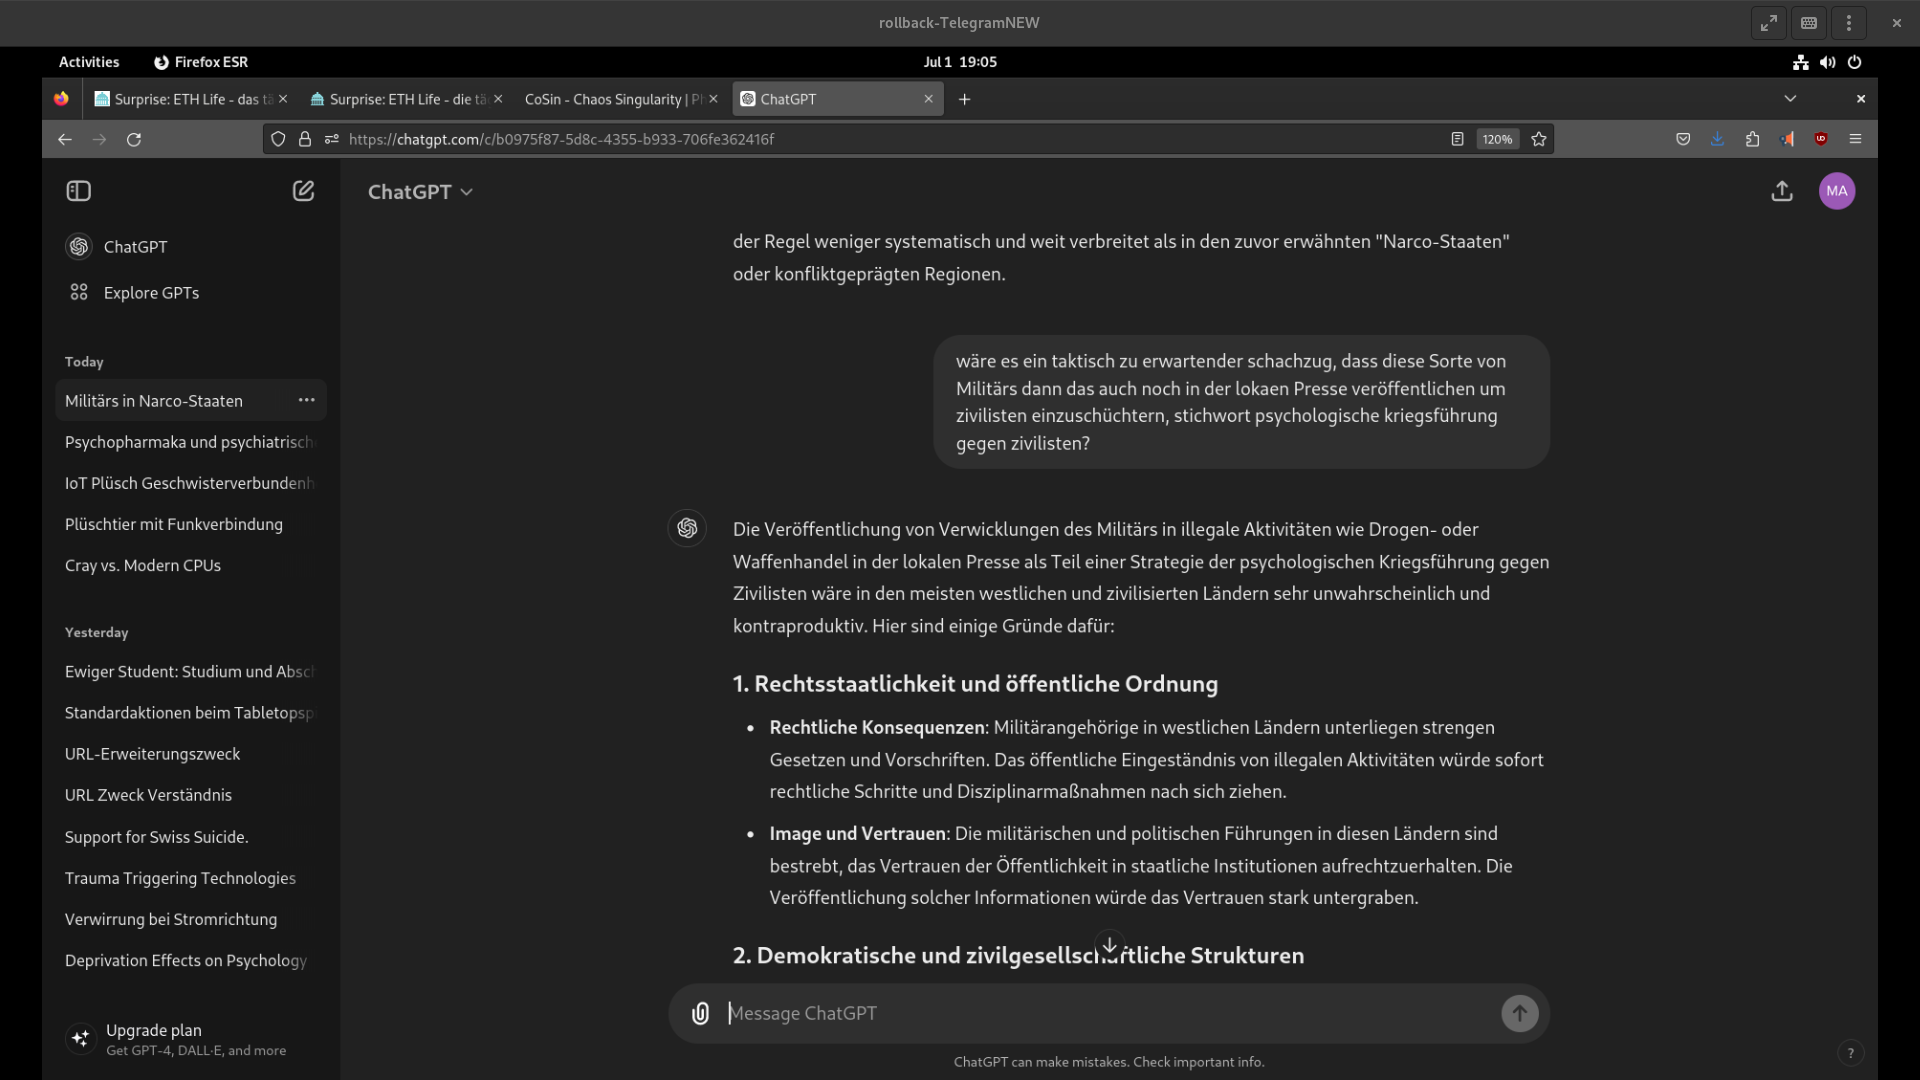 rollback-TelegramNEW
Activities
Firefox ESR
Jul 1 19:05
Surprise: ETH Life - das tä
Surprise: ETH Life - die tä
CoSin - Chaos Singularity | Ph
ChatGPT
https://chatgpt.com/c/b0975f87-5d8c-4355-b933-706fe362416f
120%
ChatGPT
MA
ChatGPT
Explore GPTs
Today
Militärs in Narco-Staaten
Psychopharmaka und psychiatrisch
IoT Plüsch Geschwisterverbundenh
Plüschtier mit Funkverbindung
Cray vs. Modern CPUs
Yesterday
Ewiger Student: Studium und Absch
Standardaktionen beim Tabletopspi
URL-Erweiterungszweck
URL Zweck Verständnis
Support for Swiss Suicide.
Trauma Triggering Technologies
Verwirrung bei Stromrichtung
Deprivation Effects on Psychology
Upgrade plan
Get GPT-4, DALL·E, and more
der Regel weniger systematisch und weit verbreitet als in den zuvor erwähnten "Narco-Staaten"
oder konfliktgeprägten Regionen.
wäre es ein taktisch zu erwartender schachzug, dass diese Sorte von
Militärs dann das auch noch in der lokaen Presse veröffentlichen um
zivilisten einzuschüchtern, stichwort psychologische kriegsführung
gegen zivilisten?
Die Veröffentlichung von Verwicklungen des Militärs in illegale Aktivitäten wie Drogen- oder
Waffenhandel in der lokalen Presse als Teil einer Strategie der psychologischen Kriegsführung gegen
Zivilisten wäre in den meisten westlichen und zivilisierten Ländern sehr unwahrscheinlich und
kontraproduktiv. Hier sind einige Gründe dafür:
1. Rechtsstaatlichkeit und öffentliche Ordnung
• Rechtliche Konsequenzen: Militärangehörige in westlichen Ländern unterliegen strengen
Gesetzen und Vorschriften. Das öffentliche Eingeständnis von illegalen Aktivitäten würde sofort
rechtliche Schritte und Disziplinarmaßnahmen nach sich ziehen.
• Image und Vertrauen: Die militärischen und politischen Führungen in diesen Ländern sind
bestrebt, das Vertrauen der Öffentlichkeit in staatliche Institutionen aufrechtzuerhalten. Die
Veröffentlichung solcher Informationen würde das Vertrauen stark untergraben.
2. Demokratische und zivilgesellschaftliche Strukturen
Message ChatGPT
ChatGPT can make mistakes. Check important info.
?